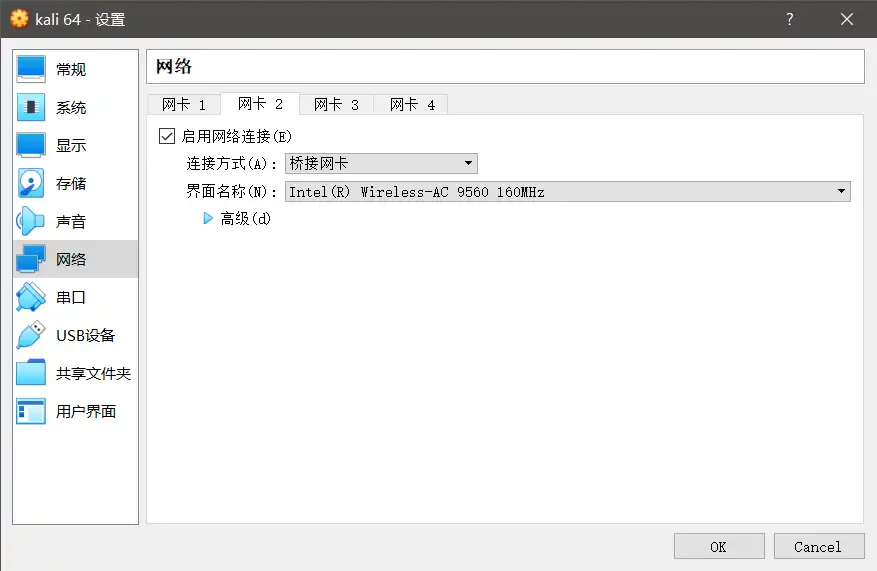 kali 64 - 设置
?
常规
系统
显示
存储
声音
网络
串口
USB设备
共享文件夹
用户界面
网络
网卡 1 网卡 2 网卡 3 网卡 4
启用网络连接(E)
连接方式(A): 桥接网卡
界面名称(N): Intel(R) Wireless-AC 9560 160MHz
高级(d)
OK Cancel